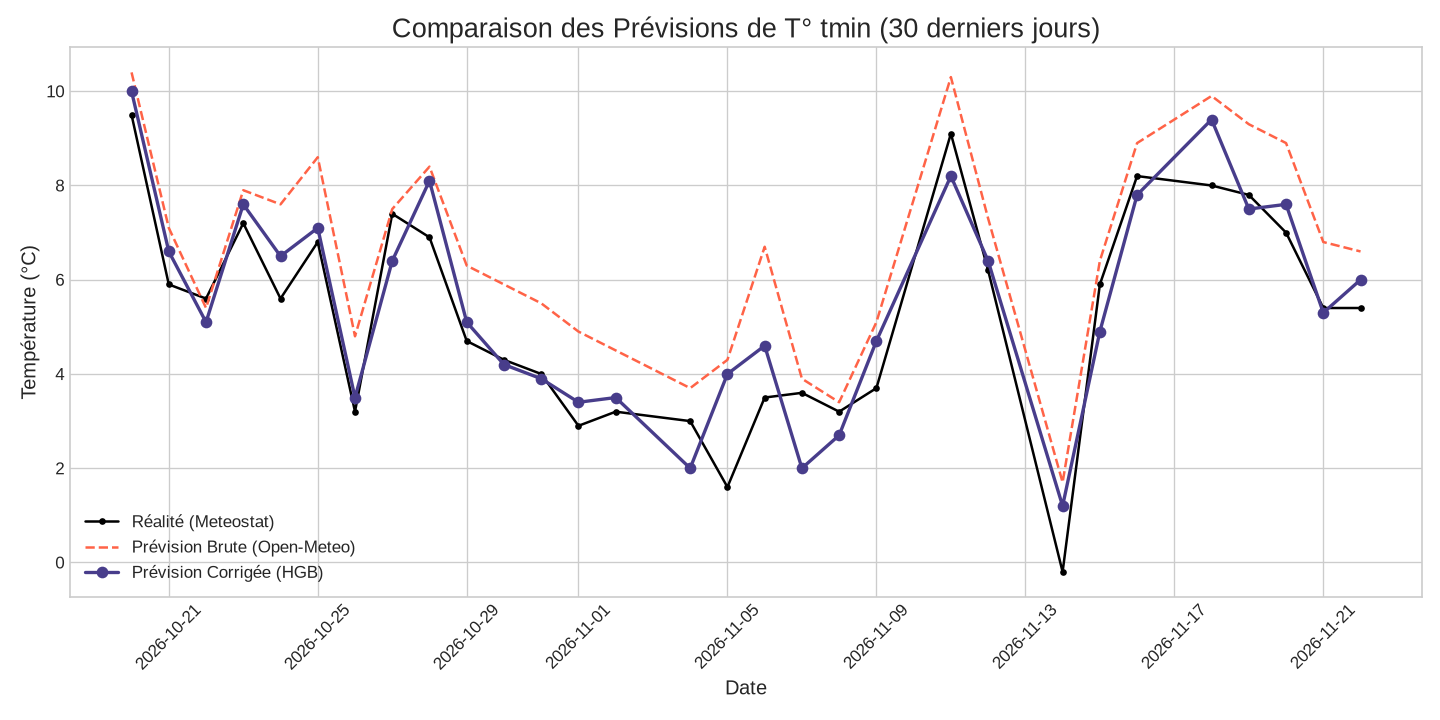 Comparaison des Prévisions de T° tmin (30 derniers jours)
Température (°C)
10
8
6
4
2
0
Réalité (Meteostat)
Prévision Brute (Open-Meteo)
Prévision Corrigée (HGB)
2026-10-21
2026-10-25
2026-10-29
2026-11-01
2026-11-05
2026-11-09
2026-11-13
2026-11-17
2026-11-21
Date